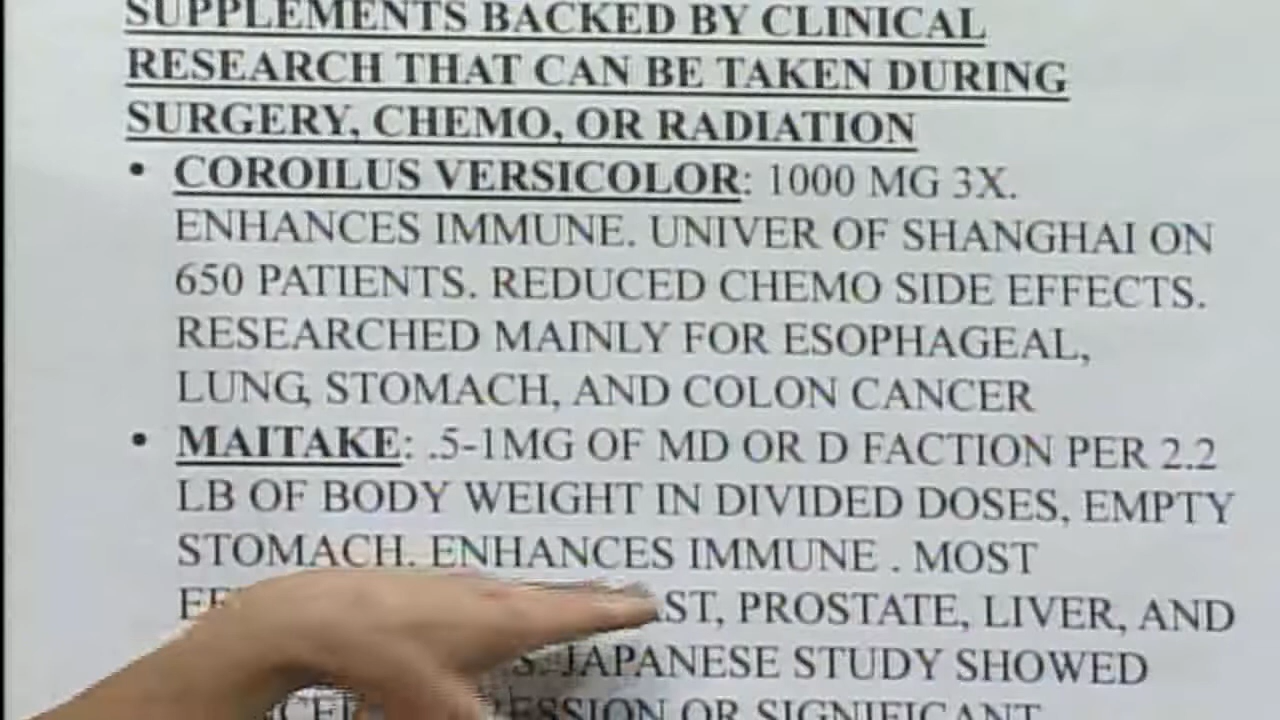 SUPPLEMENTS BACKED BY CLINICAL
RESEARCH THAT CAN BE TAKEN DURING
SURGERY, CHEMO, OR RADIATION
• COROILUS VERSICOLOR: 1000 MG 3X.
ENHANCES IMMUNE. UNIVER OF SHANGHAI ON
650 PATIENTS. REDUCED CHEMO SIDE EFFECTS.
RESEARCHED MAINLY FOR ESOPHAGEAL,
LUNG, STOMACH, AND COLON CANCER
• MAITAKE: .5-1MG OF MD OR D FACTION PER 2.2
LB OF BODY WEIGHT IN DIVIDED DOSES, EMPTY
STOMACH. ENHANCES IMMUNE . MOST
PROSTATE, LIVER, AND
JAPANESE STUDY SHOWED
OR SIGNIFICANT